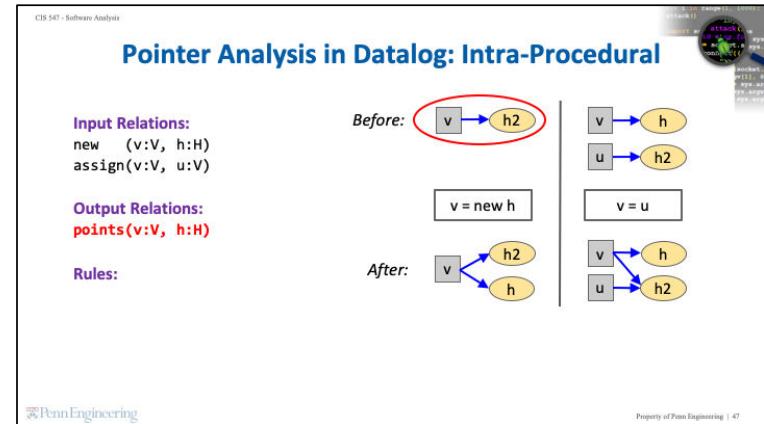 CIS 547 - Software Analysis
Pointer Analysis in Datalog: Intra-Procedural
Input Relations:
new (v:V, h:H)
assign(v:V, u:V)
Output Relations:
points(v:V, h:H)
Rules:
Before:
v h2
v h
u h2
v = new h
v = u
After:
v h2
h
v h
u h2
Penn Engineering
Property of Penn Engineering | 47